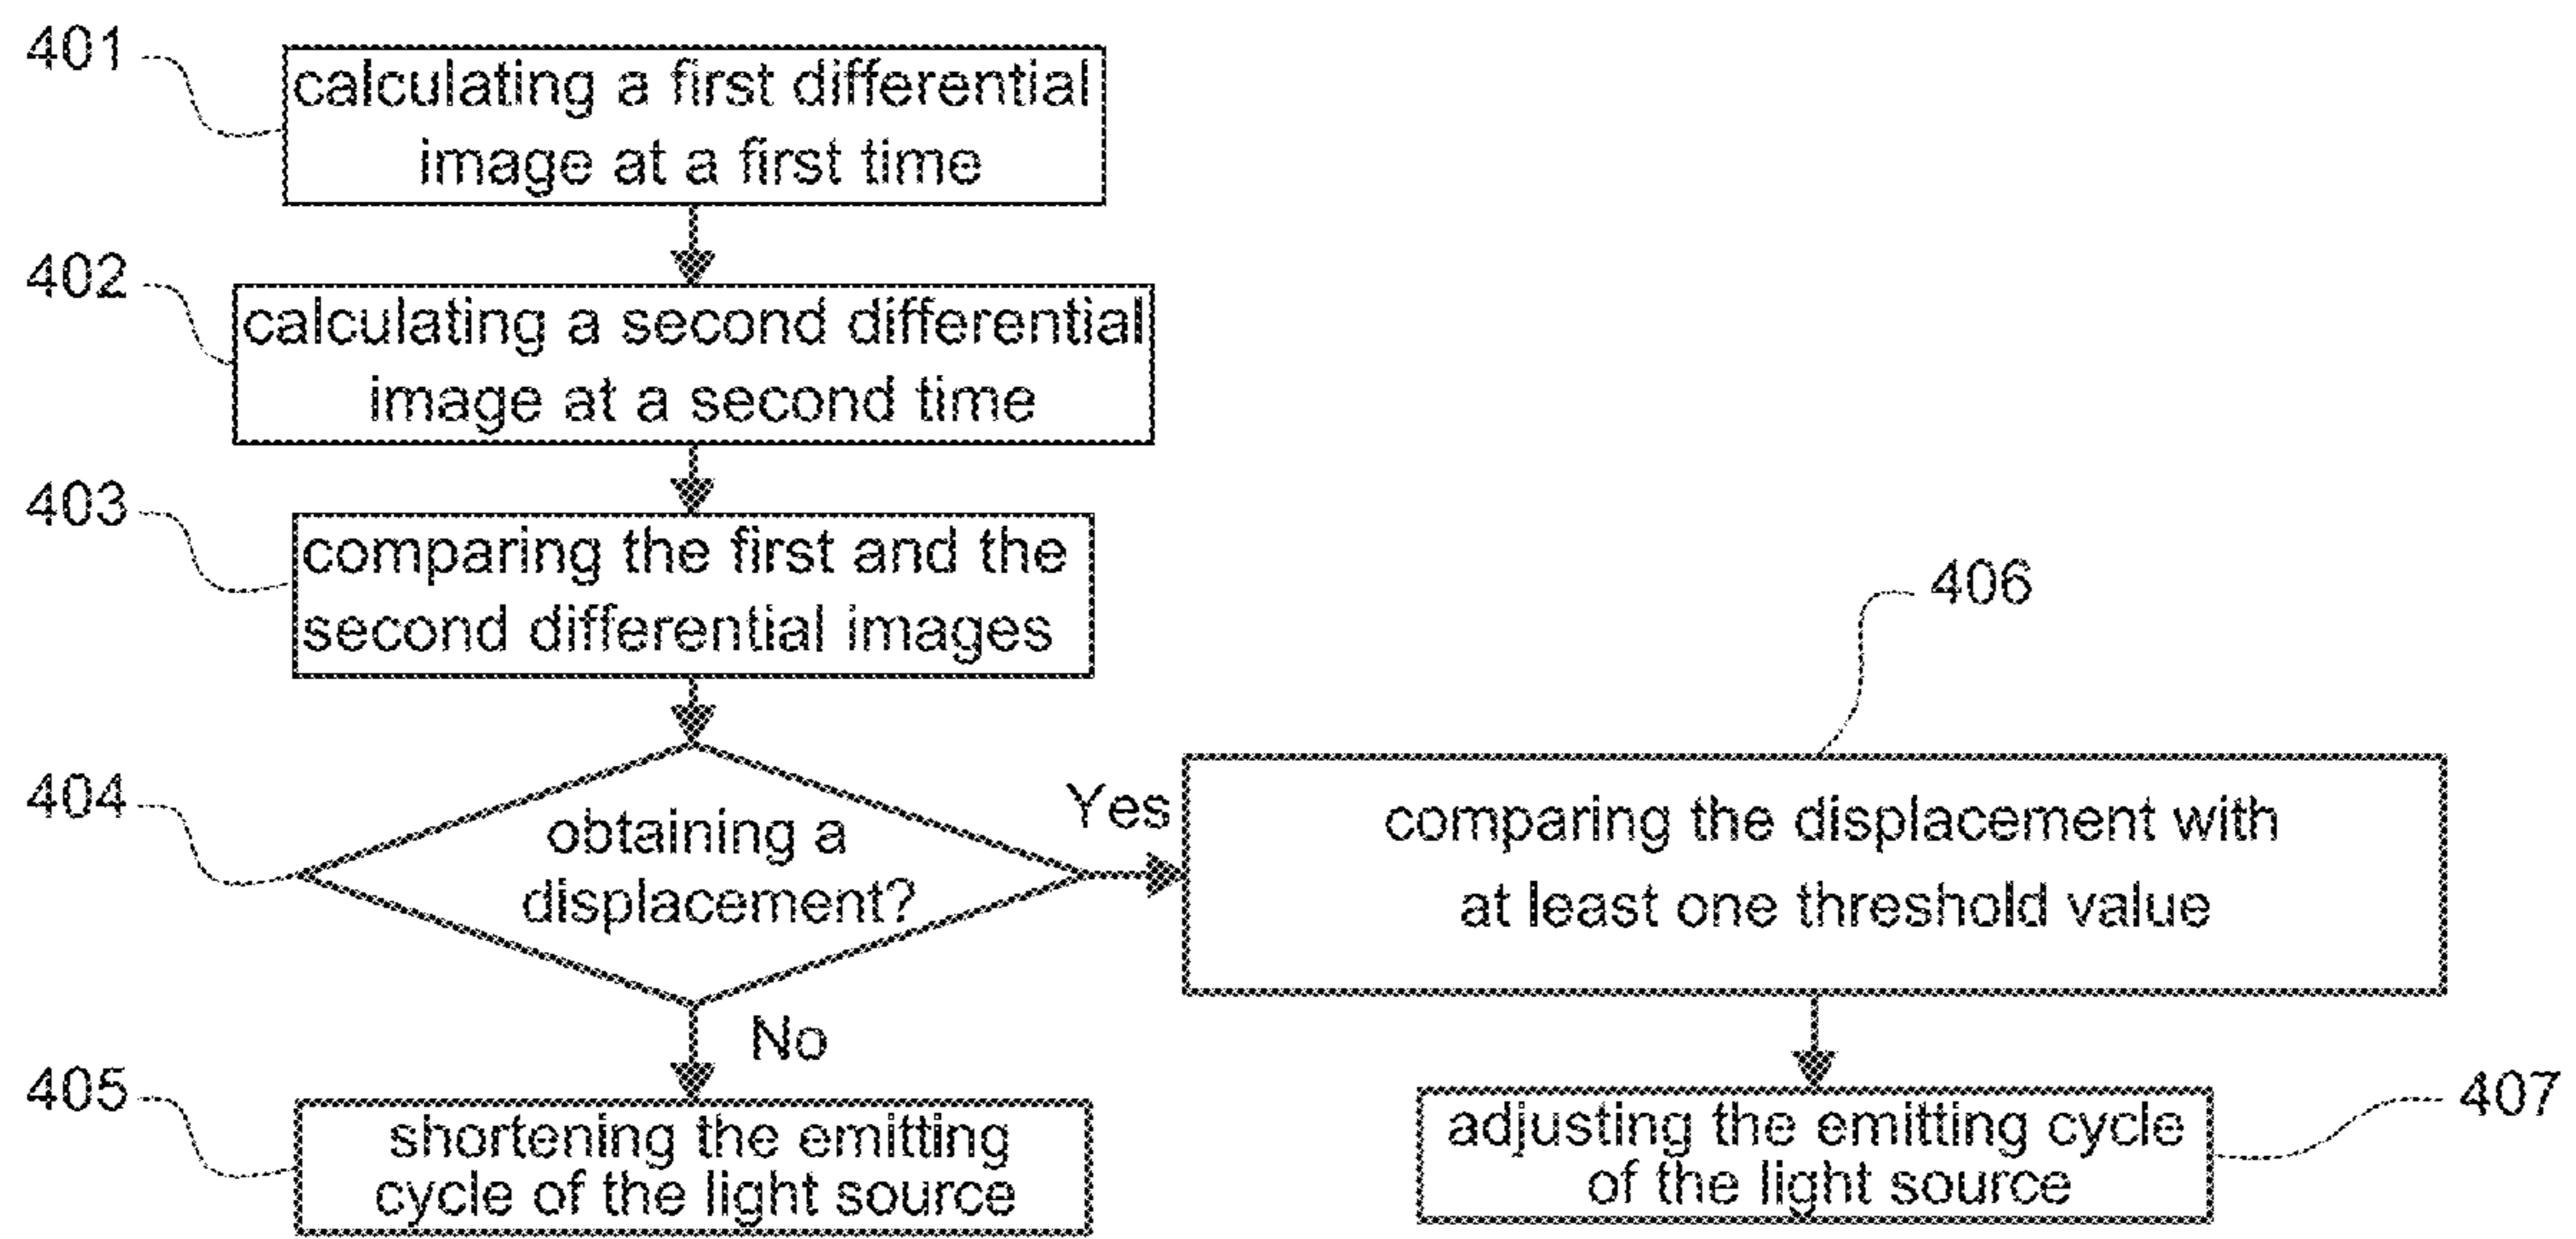 401
calculating a first differential
image at a first time
402
calculating a second differential
image at a second time
403
comparing the first and the
second differential images
404
obtaining a
displacement?
Yes
No
405
shortening the emitting
cycle of the light source
406
comparing the displacement with
at least one threshold value
407
adjusting the emitting cycle
of the light source